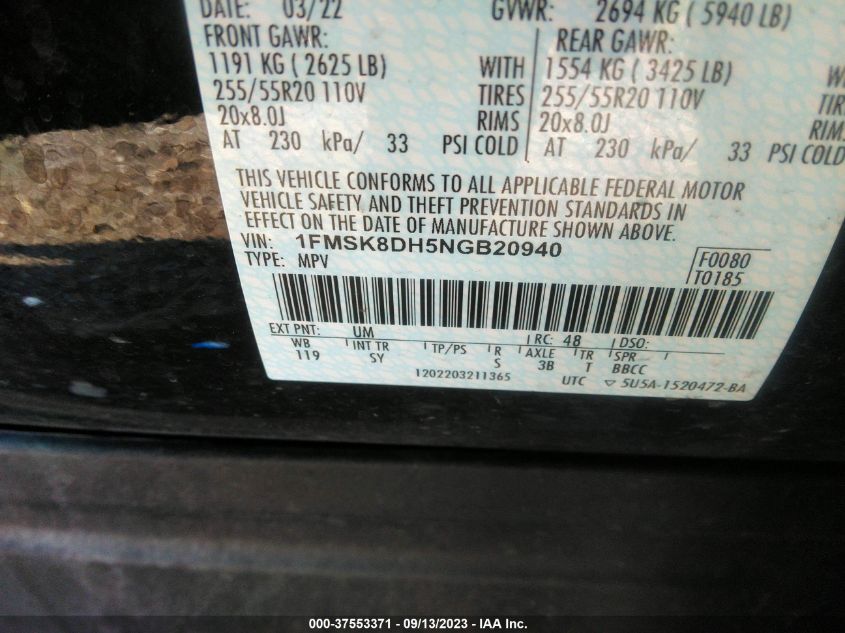 DATE: 03/22 GVWR: 2694 KG ( 5940 LB)
FRONT GAWR: REAR GAWR:
1191 KG ( 2625 LB) WITH 1554 KG ( 3425 LB)
255/55R20 110V TIRES 255/55R20 110V
20x8.0J RIMS 20x8.0J RIMS
AT 230 kPa/ 33 PSI COLD AT 230 kPa/ 33 PSI COLD
THIS VEHICLE CONFORMS TO ALL APPLICABLE FEDERAL MOTOR
VEHICLE SAFETY AND THEFT PREVENTION STANDARDS IN
EFFECT ON THE DATE OF MANUFACTURE SHOWN ABOVE.
VIN: 1FMSK8DH5NGB20940
TYPE: MPV
F0080
T0185
EXT PNT: UM RC: 48 DSO:
WB INT TR TP/PS R AXLE TR SPR
119 SY S 3B T BBCC
1202203211365 UTC ▽ 5U5A-1520472-BA
000-37553371 - 09/13/2023 - IAA Inc.